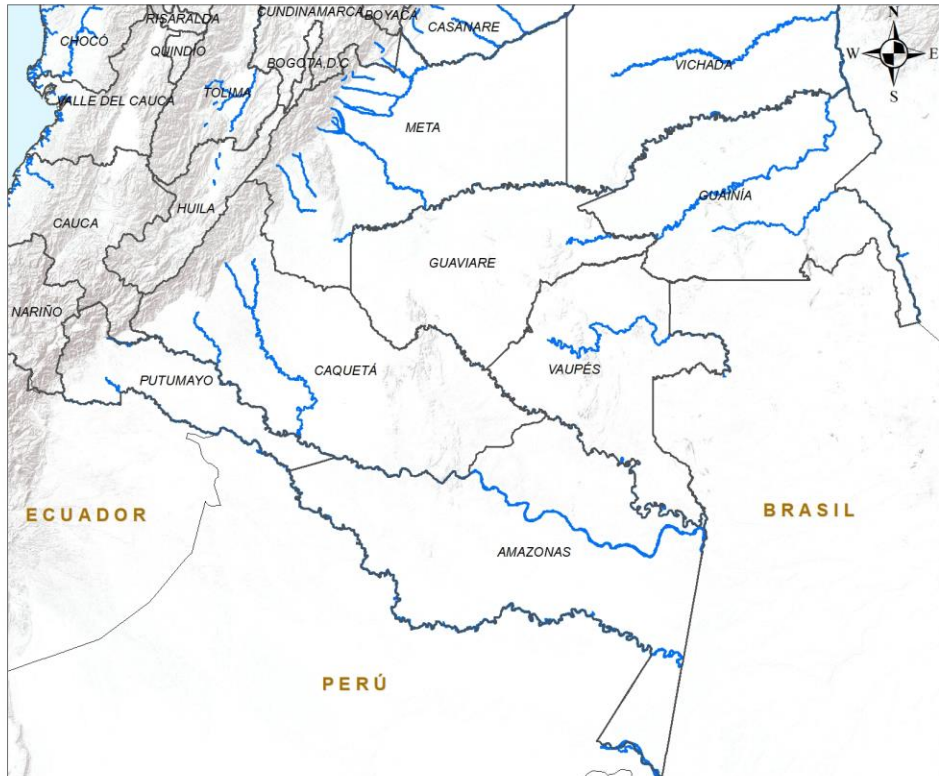 RISARALDA
CUNDINAMARCA
BOYACÁ
CASANARE
N
CHOCÓ
QUINDIO
BOGOTÁ,D.C
W
E
VICHADA
S
VALLE DEL CAUCA
TOLIMA
META
GUAINÍA
HUILA
CAUCA
GUAVIARE
NARIÑO
CAQUETÁ
VAUPÉS
PUTUMAYO
ECUADOR
BRASIL
AMAZONAS
PERÚ